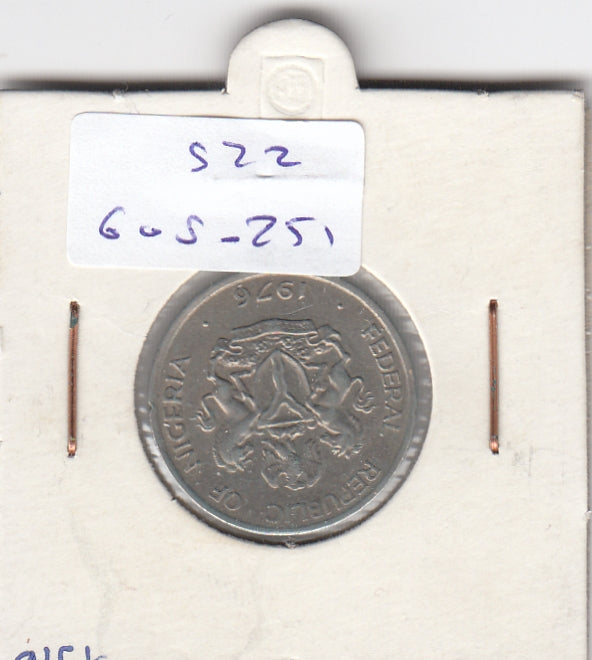 S22
605-251
1976
FEDERAL REPUBLIC OF NIGERIA